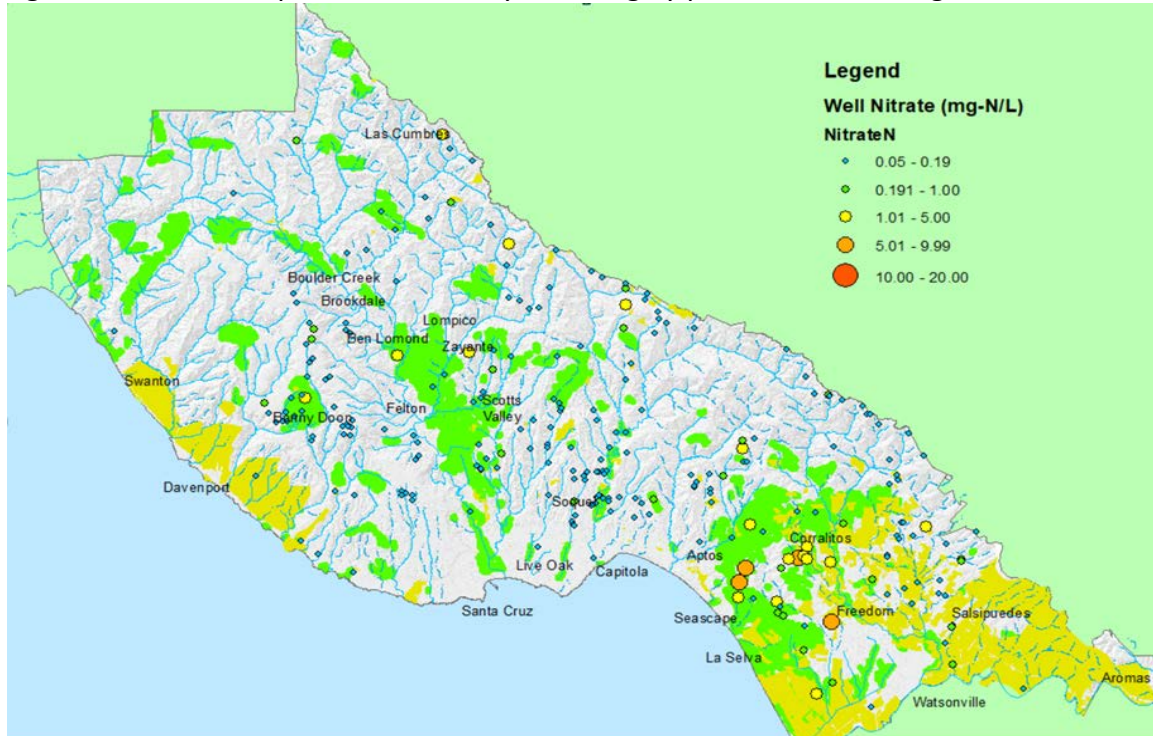 Legend
Well Nitrate (mg-N/L)
NitrateN
0.05 - 0.19
0.191 - 1.00
1.01 - 5.00
5.01 - 9.99
10.00 - 20.00
Las Cumbres
Boulder Creek
Brookdale
Lompico
Ben Lomond
Zayante
Swanton
Scotts
Valley
Felton
Bonny Doon
Davenport
Soquel
Corralitos
Aptos
Live Oak
Capitola
Santa Cruz
Seascape
Freedom
Salsipuedes
La Selva
Aromas
Watsonville